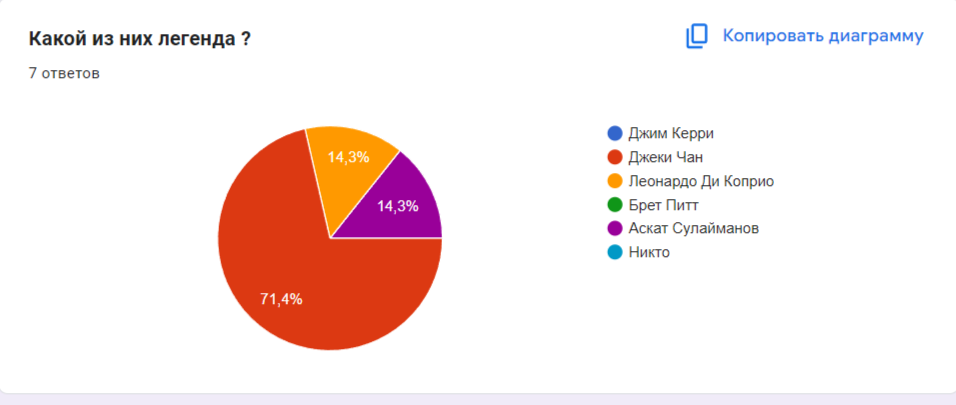 Какой из них легенда ?
Копировать диаграмму
7 ответов
14,3%
14,3%
71,4%
Джим Керри
Джеки Чан
Леонардо Ди Коприо
Брет Питт
Аскат Сулайманов
Никто